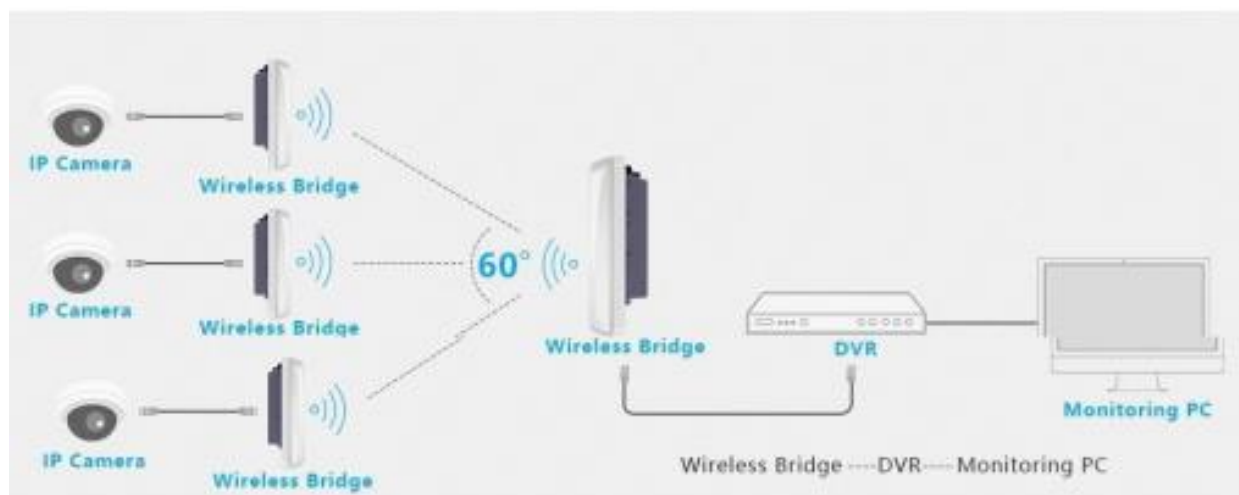 IP Camera
Wireless Bridge
IP Camera
Wireless Bridge
IP Camera
Wireless Bridge
60°
Wireless Bridge
DVR
Monitoring PC
Wireless Bridge ----DVR---- Monitoring PC